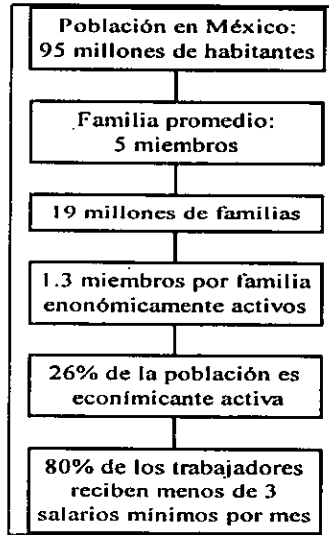 Población en México:
95 millones de habitantes
Familia promedio:
5 miembros
19 millones de familias
1.3 miembros por familia
enonómicamente activos
26% de la población es
econímicante activa
80% de los trabajadores
reciben menos de 3
salarios mínimos por mes